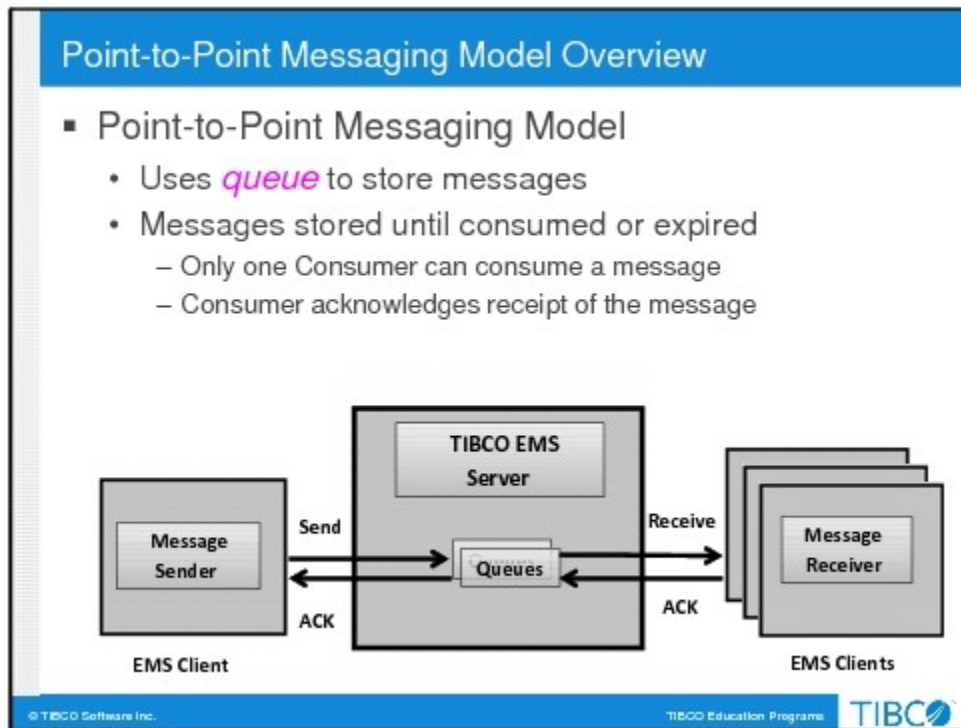 Point-to-Point Messaging Model Overview
▪ Point-to-Point Messaging Model
• Uses queue to store messages
• Messages stored until consumed or expired
– Only one Consumer can consume a message
– Consumer acknowledges receipt of the message
TIBCO EMS
Server
Message
Sender
Send
ACK
Queues
Receive
ACK
Message
Receiver
EMS Client
EMS Clients
© TIBCO Software Inc.
TIBCO Education Programs
TIBCO